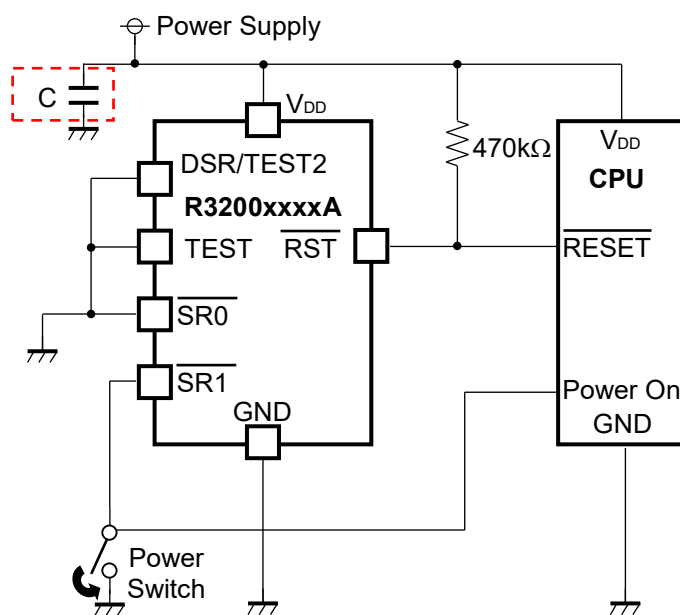 Power Supply
C
VDD
DSR/TEST2
R3200xxxxA
TEST
RST
SR0
SR1
GND
470kΩ
VDD
CPU
RESET
Power On
GND
Power
Switch